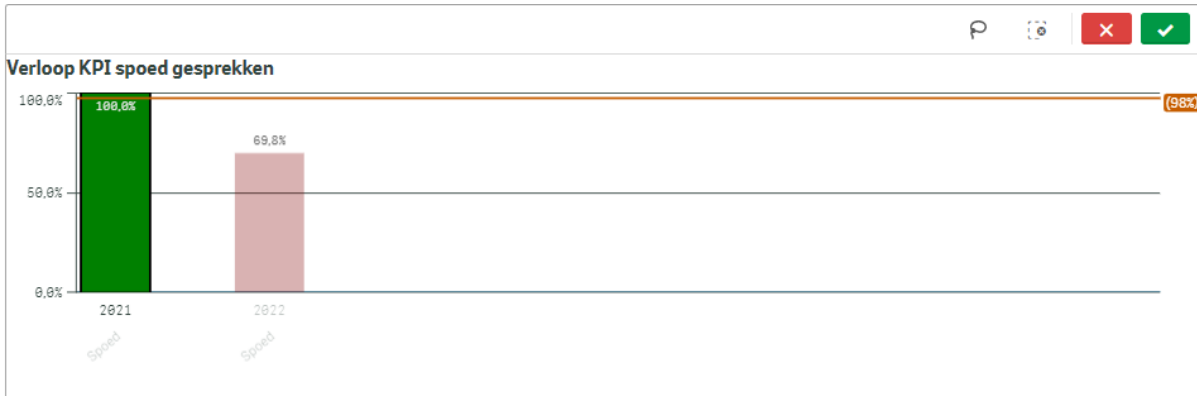 Verloop KPI spoed gesprekken
100,0%
100,0%
(98%)
69,8%
50,0%
0,0%
2021
2022
Spoed
Spoed